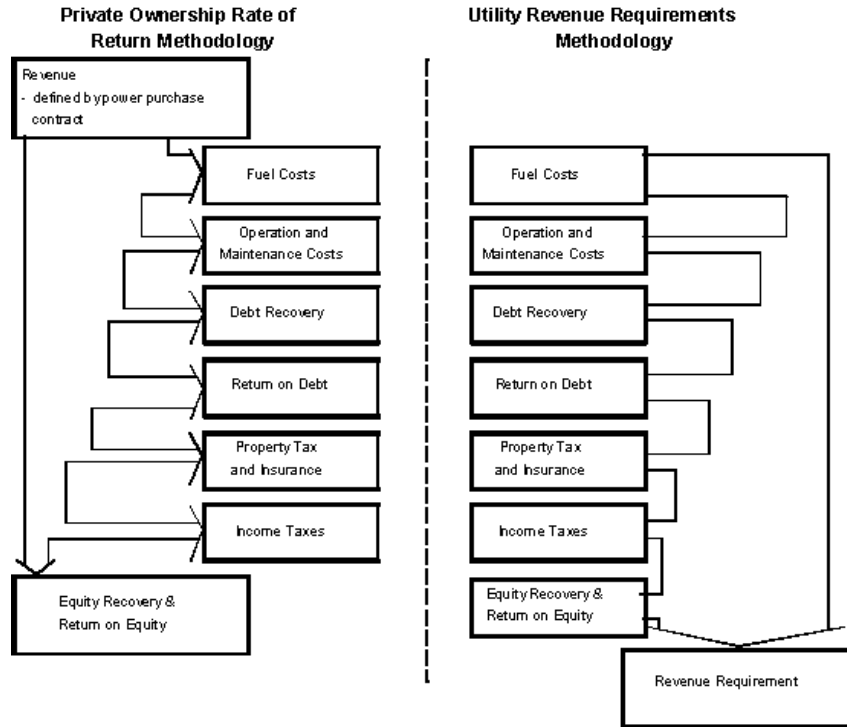 Private Ownership Rate of
Return Methodology
Revenue
- defined by power purchase
contract
Fuel Costs
Operation and
Maintenance Costs
Debt Recovery
Return on Debt
Property Tax
and Insurance
Income Taxes
Equity Recovery &
Return on Equity
Utility Revenue Requirements
Methodology
Fuel Costs
Operation and
Maintenance Costs
Debt Recovery
Return on Debt
Property Tax
and Insurance
Income Taxes
Equity Recovery &
Return on Equity
Revenue Requirement